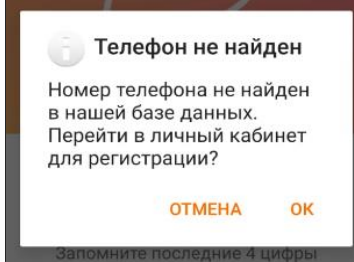 Телефон не найден
Номер телефона не найден
в нашей базе данных.
Перейти в личный кабинет
для регистрации?
ОТМЕНА ОК
Запомните последние 4 цифры